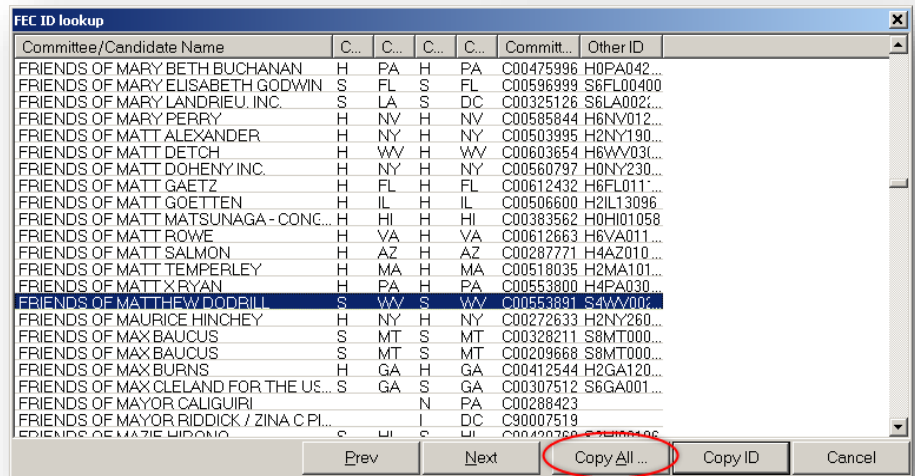 FEC ID lookup
Committee/Candidate Name C... C... C... C... Committ... Other ID
FRIENDS OF MARY BETH BUCHANAN H PA H PA C00475996 H0PA042...
FRIENDS OF MARY ELISABETH GODWIN S FL S FL C00596999 S6FL00400
FRIENDS OF MARY LANDRIEU. INC. S LA S DC C00325126 S6LA002...
FRIENDS OF MARY PERRY H NV H NV C00585844 H6NV012...
FRIENDS OF MATT ALEXANDER H NY H NY C00503995 H2NY190...
FRIENDS OF MATT DETCH H WV H WV C00603654 H6WV030...
FRIENDS OF MATT DOHENY INC. H NY H NY C00560797 H0NY230...
FRIENDS OF MATT GAETZ H FL H FL C00612432 H6FL011...
FRIENDS OF MATT GOETTEN H IL H IL C00506600 H2IL13096
FRIENDS OF MATT MATSUNAGA - CONG... H HI H HI C00383562 H0HI01058
FRIENDS OF MATT ROWE H VA H VA C00612663 H6VA011...
FRIENDS OF MATT SALMON H AZ H AZ C00287771 H4AZ010...
FRIENDS OF MATT TEMPERLEY H MA H MA C00518035 H2MA101...
FRIENDS OF MATT X RYAN H PA H PA C00553800 H4PA030...
FRIENDS OF MATTHEW DODRILL S WV S WV C00553891 S4WV002...
FRIENDS OF MAURICE HINCHEY H NY H NY C00272633 H2NY260...
FRIENDS OF MAX BAUCUS S MT S MT C00328211 S8MT000...
FRIENDS OF MAX BAUCUS S MT S MT C00209668 S8MT000...
FRIENDS OF MAX BURNS H GA H GA C00412544 H2GA120...
FRIENDS OF MAX CLELAND FOR THE US... S GA S GA C00307512 S6GA001...
FRIENDS OF MAYOR CALIGUIRI N PA C00288423
FRIENDS OF MAYOR RIDDICK / ZINA C PI... I DC C90007519
FRIENDS OF MAZIE HIRONO S HI S HI C00420760 S2HI00106
Prev Next Copy All ... Copy ID Cancel